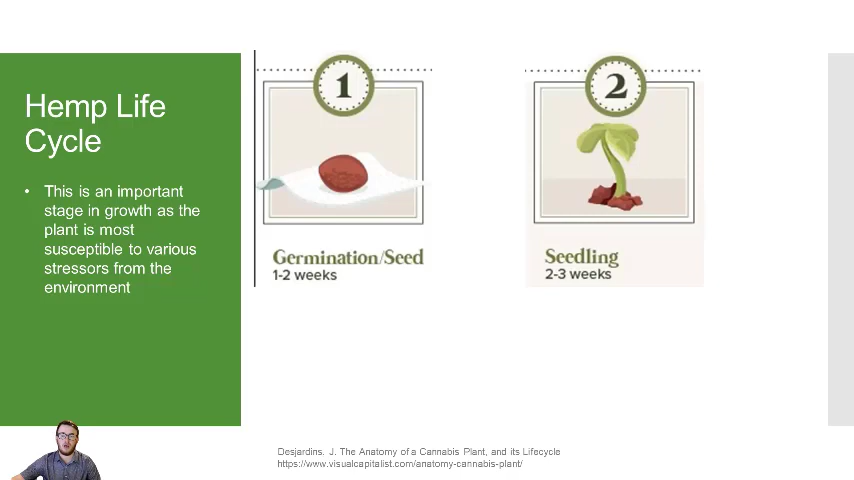 Hemp Life
Cycle
• This is an important
stage in growth as the
plant is most
susceptible to various
stressors from the
environment
1
Germination/Seed
1-2 weeks
2
Seedling
2-3 weeks
Desjardins. J. The Anatomy of a Cannabis Plant, and its Lifecycle
https://www.visualcapitalist.com/anatomy-cannabis-plant/